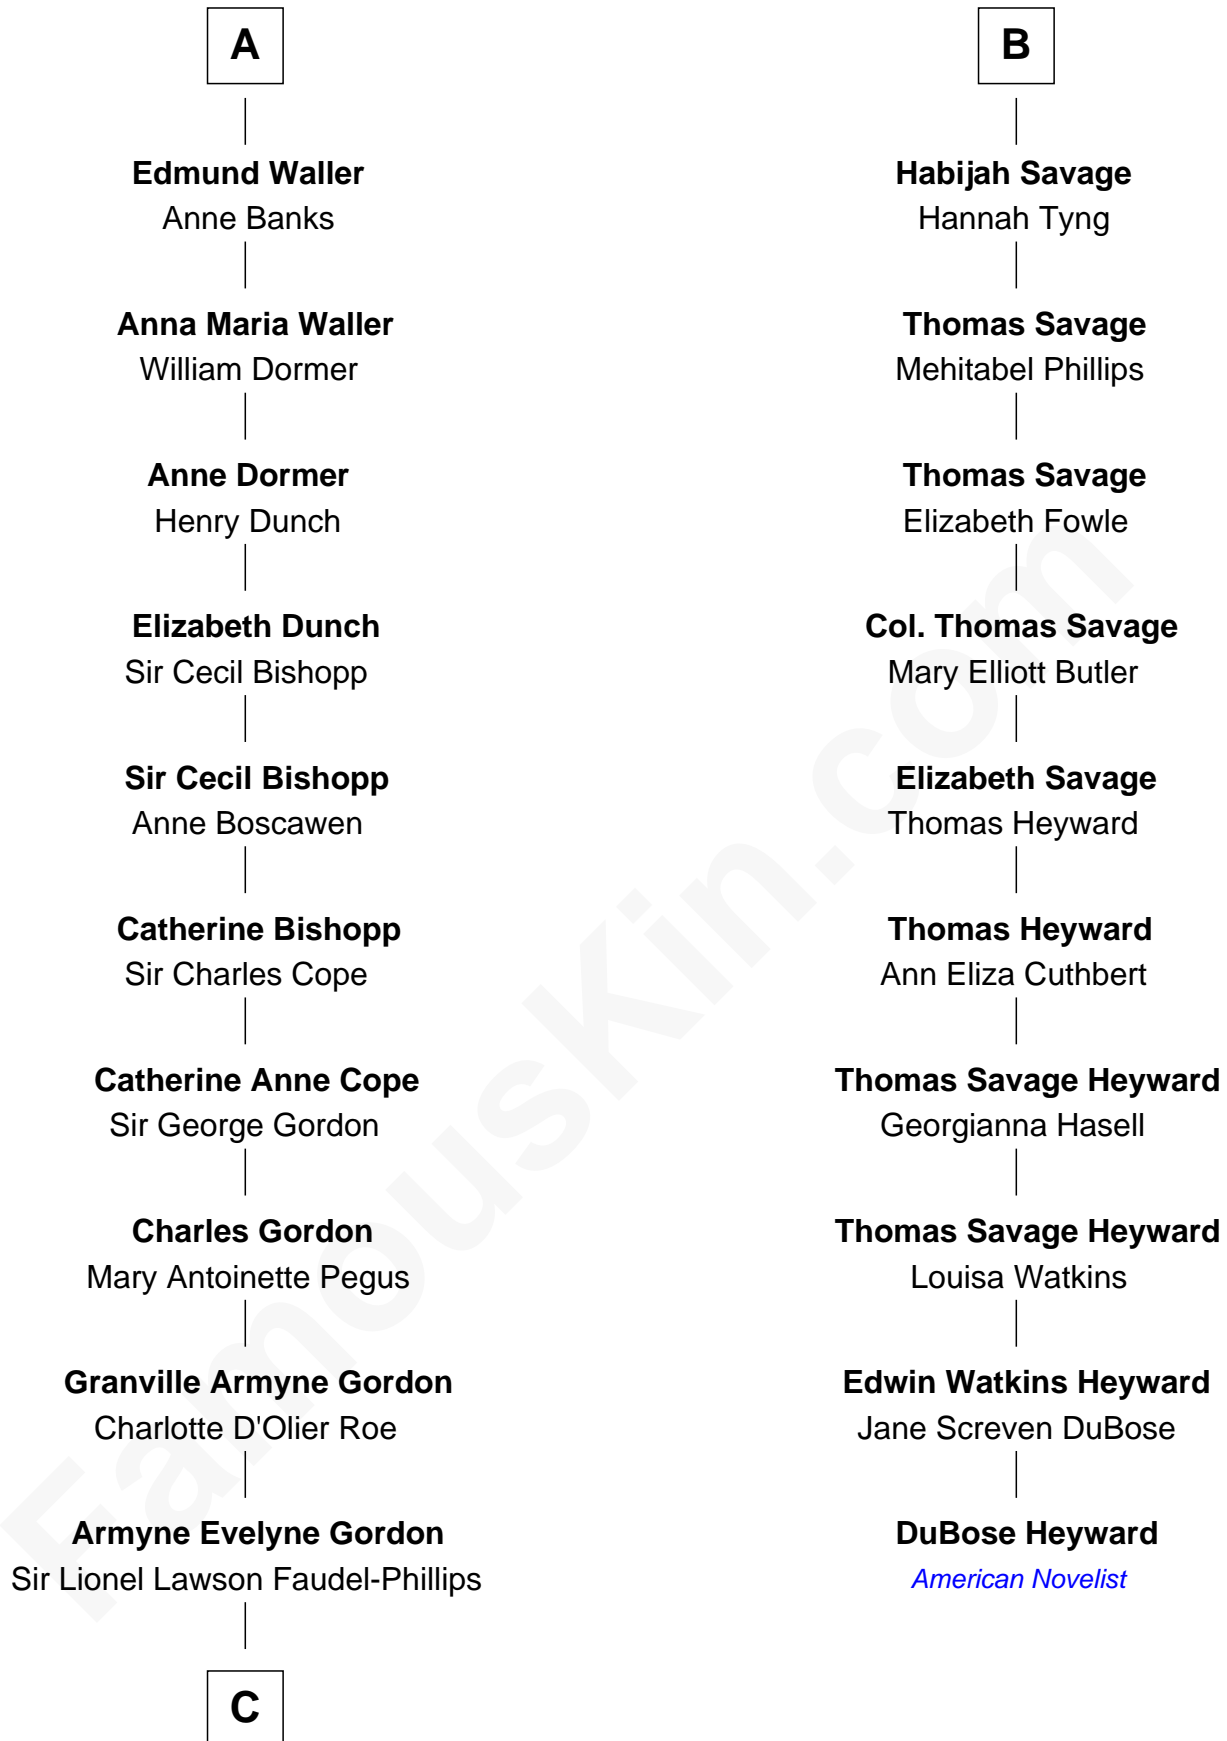 A
Edmund Waller
Anne Banks
Anna Maria Waller
William Dormer
Anne Dormer
Henry Dunch
Elizabeth Dunch
Sir Cecil Bishopp
Sir Cecil Bishopp
Anne Boscawen
Catherine Bishopp
Sir Charles Cope
Catherine Anne Cope
Sir George Gordon
Charles Gordon
Mary Antoinette Pegus
Granville Armyne Gordon
Charlotte D'Olier Roe
Armyne Evelyne Gordon
Sir Lionel Lawson Faudel-Phillips
C
B
Habijah Savage
Hannah Tyng
Thomas Savage
Mehitabel Phillips
Thomas Savage
Elizabeth Fowle
Col. Thomas Savage
Mary Elliott Butler
Elizabeth Savage
Thomas Heyward
Thomas Heyward
Ann Eliza Cuthbert
Thomas Savage Heyward
Georgianna Hasell
Thomas Savage Heyward
Louisa Watkins
Edwin Watkins Heyward
Jane Screven DuBose
DuBose Heyward
American Novelist
FamousKin.com